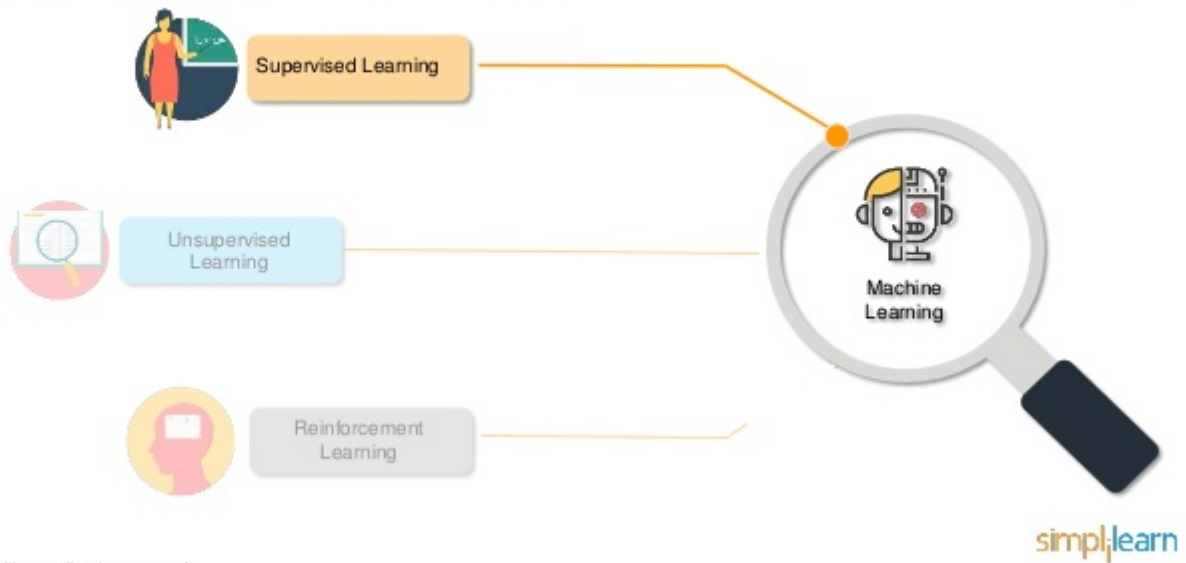 Supervised Learning
Unsupervised
Learning
Machine
Learning
Reinforcement
Learning
simplilearn